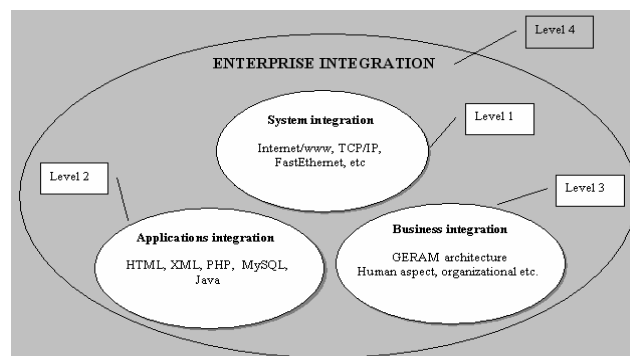 Level 4
ENTERPRISE INTEGRATION
System integration
Internet/www, TCP/IP,
FastEthernet, etc
Level 1
Level 2
Level 3
Applications integration
HTML, XML, PHP, MySQL,
Java
Business integration
GERAM architecture
Human aspect, organizational etc.